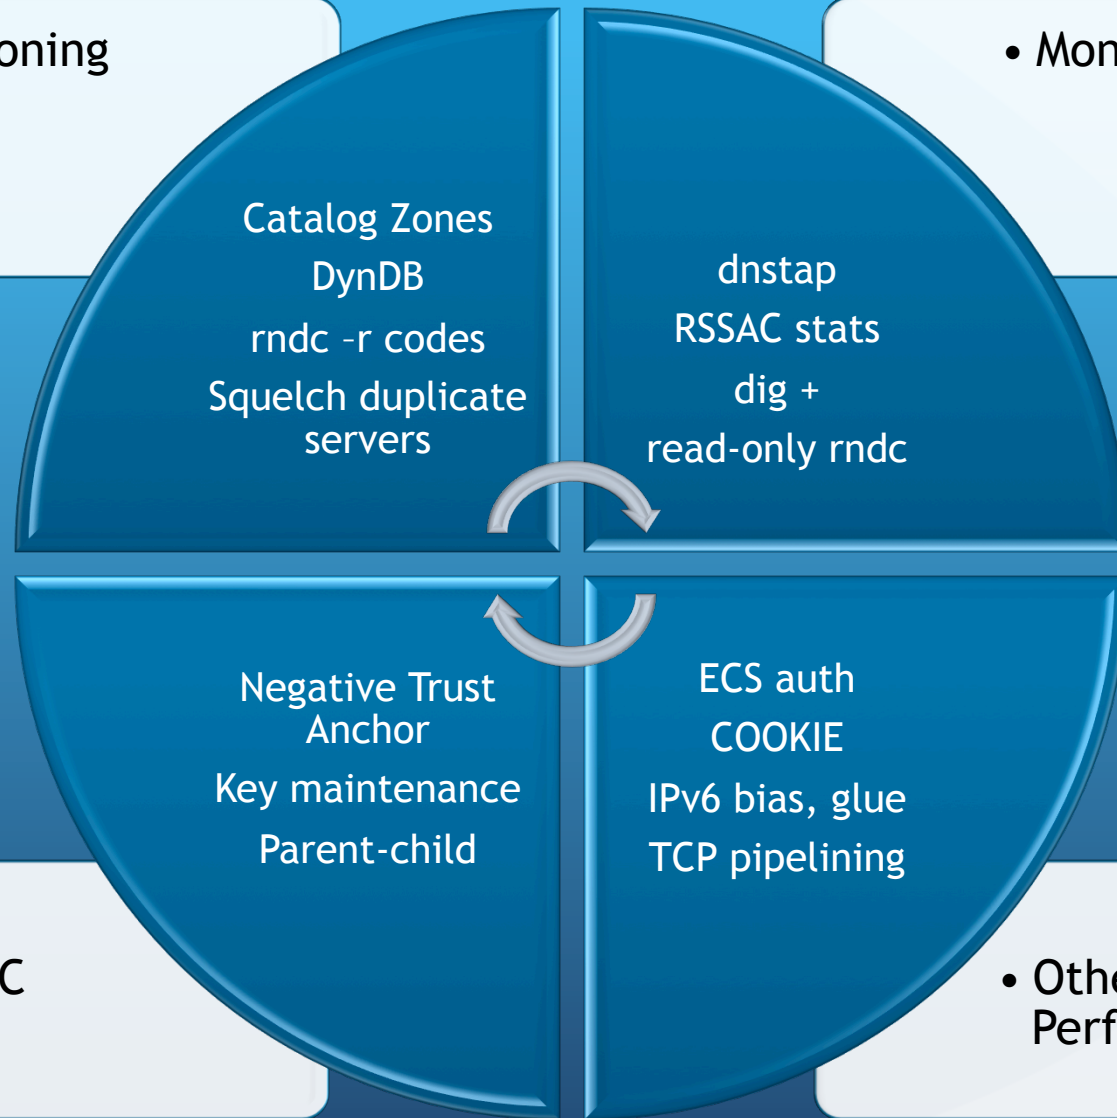 oning
• Mon
Catalog Zones
DynDB
rndc –r codes
Squelch duplicate
servers
dnstap
RSSAC stats
dig +
read-only rndc
Negative Trust
Anchor
Key maintenance
Parent-child
ECS auth
COOKIE
IPv6 bias, glue
TCP pipelining
C
• Othe
Perf